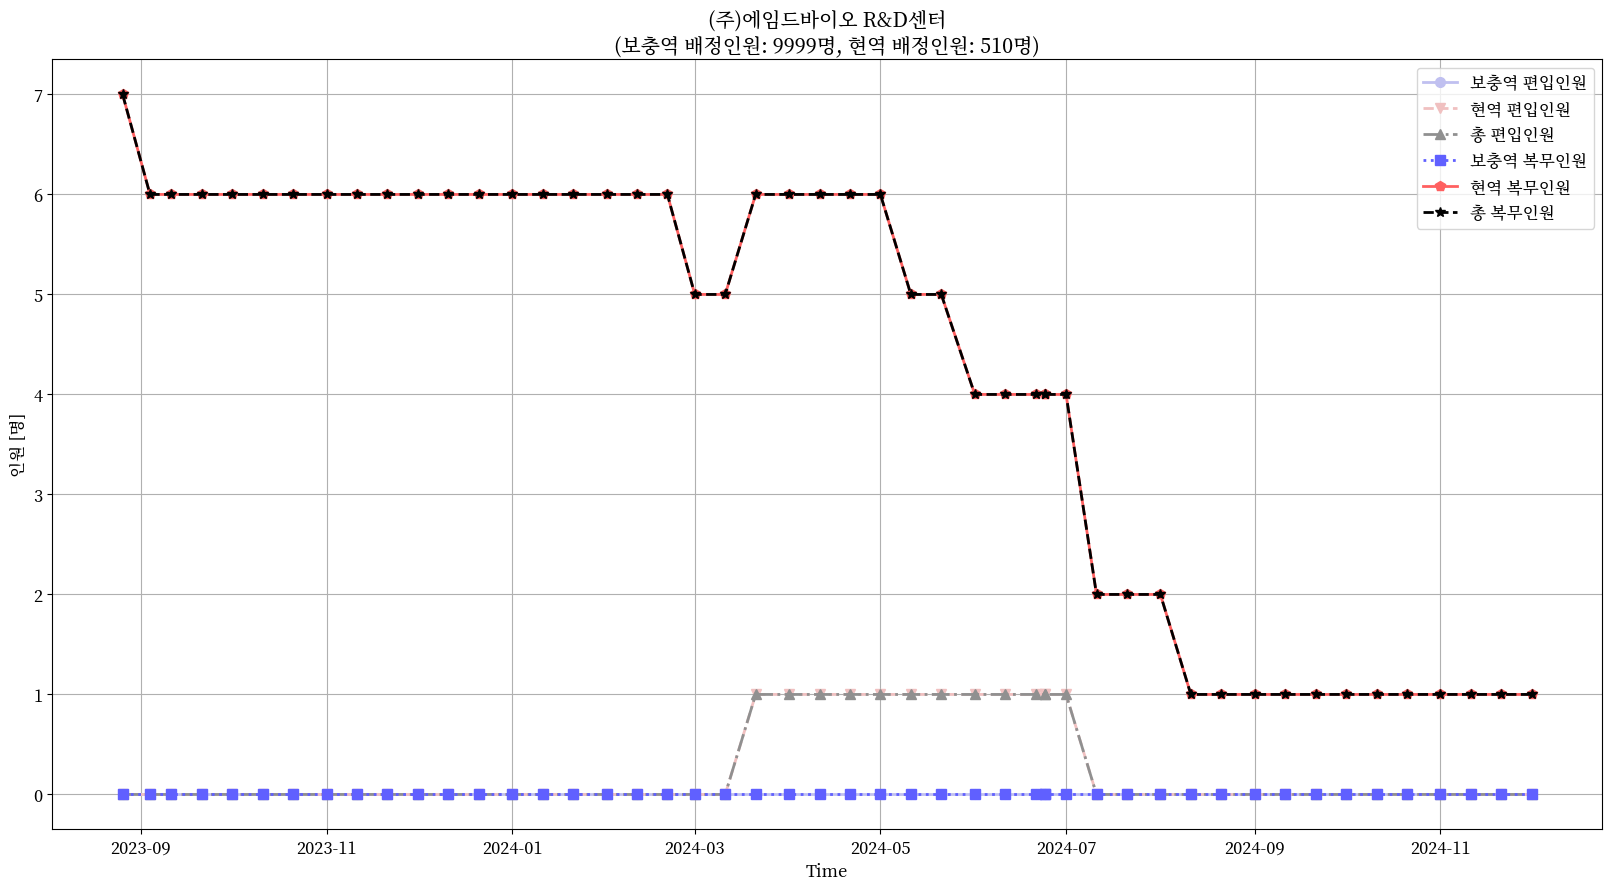 (주)에임드바이오 R&D센터
(보충역 배정인원: 9999명, 현역 배정인원: 510명)
보충역 편입인원
현역 편입인원
총 편입인원
보충역 복무인원
현역 복무인원
총 복무인원
인원 [명]
7
6
5
4
3
2
1
0
2023-09
2023-11
2024-01
2024-03
2024-05
2024-07
2024-09
2024-11
Time